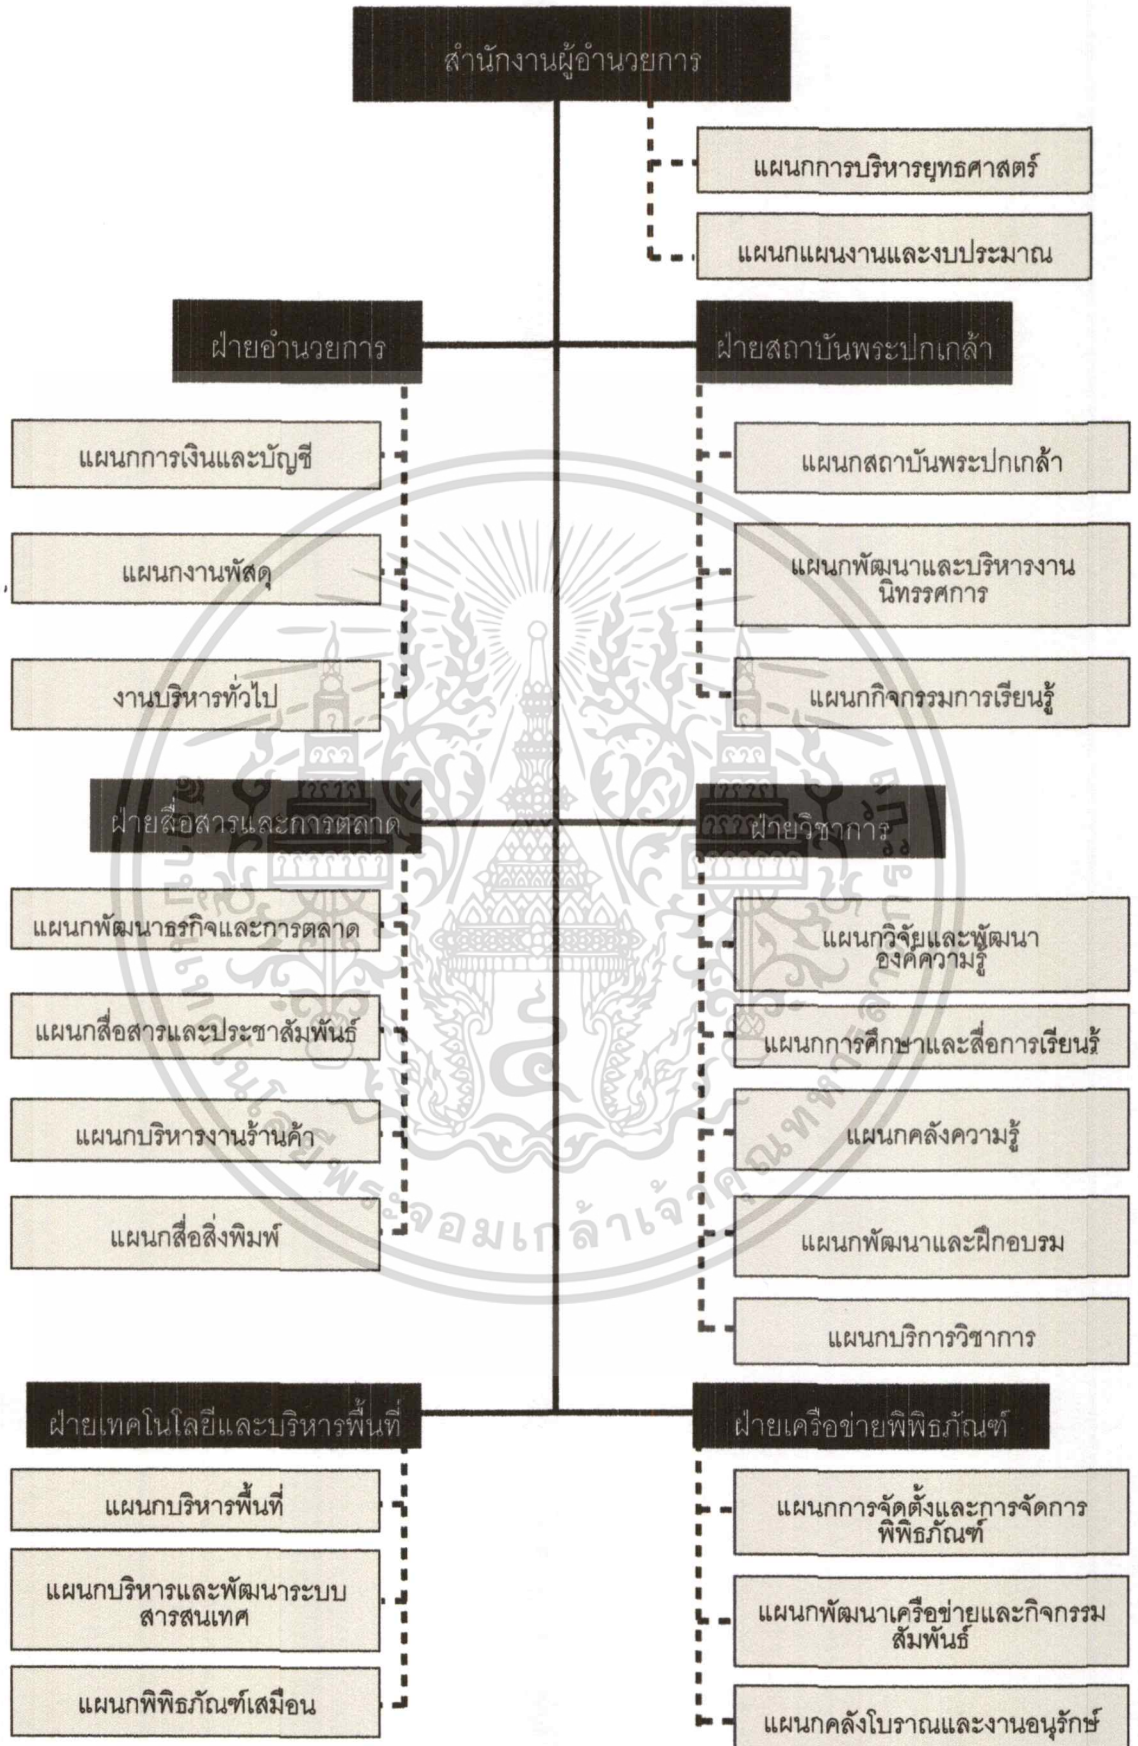 สำนักงานผู้อำนวยการ
แผนกการบริหารยุทธศาสตร์
แผนกแผนงานและงบประมาณ
ฝ่ายอำนวยการ
ฝ่ายสถาบันพระปกเกล้า
แผนกการเงินและบัญชี
แผนกสถาบันพระปกเกล้า
แผนกงานพัสดุ
แผนกพัฒนาและบริหารงาน
นิทรรศการ
งานบริหารทั่วไป
แผนกกิจกรรมการเรียนรู้
ฝ่ายสื่อสารและการตลาด
ฝ่ายวิชาการ
แผนกพัฒนาธรกิจและการตลาด
แผนกวิจัยและพัฒนา
องค์ความรู้
แผนกสื่อสารและประชาสัมพันธ์
แผนกการศึกษาและสื่อการเรียนรู้
แผนกบริหารงานร้านค้า
แผนกคลังความรู้
แผนกสื่อสิ่งพิมพ์
แผนกพัฒนาและฝึกอบรม
แผนกบริการวิชาการ
ฝ่ายเทคโนโลยีและบริหารพื้นที่
ฝ่ายเครือข่ายพิพิธภัณฑ์
แผนกบริหารพื้นที่
แผนกการจัดตั้งและการจัดการ
พิพิธภัณฑ์
แผนกบริหารและพัฒนาระบบ
สารสนเทศ
แผนกพัฒนาเครือข่ายและกิจกรรม
สัมพันธ์
แผนกพิพิธภัณฑ์เสมือน
แผนกคลังโบราณและงานอนุรักษ์